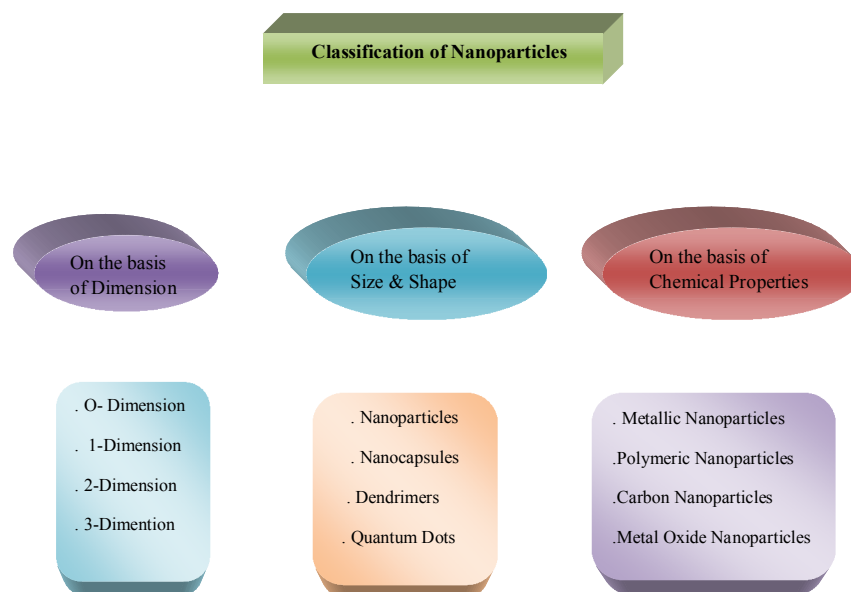 Classification of Nanoparticles
On the basis
of Dimension
On the basis of
Size & Shape
On the basis of
Chemical Properties
. O- Dimension
. 1-Dimension
. 2-Dimension
. 3-Dimention
. Nanoparticles
. Nanocapsules
. Dendrimers
. Quantum Dots
. Metallic Nanoparticles
.Polymeric Nanoparticles
.Carbon Nanoparticles
.Metal Oxide Nanoparticles